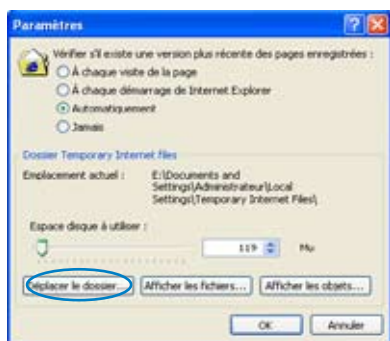 Paramètres
Vérifier s'il existe une version plus récente des pages enregistrées :
À chaque visite de la page
À chaque démarrage de Internet Explorer
Automatiquement
Jamais
Dossier Temporary Internet files
Emplacement actuel : E:\Documents and
Settings\Administrateur\Local
Settings\Temporary Internet Files\
Espace disque à utiliser :
119 Mo
Déplacer le dossier... Afficher les fichiers... Afficher les objets...
OK Annuler